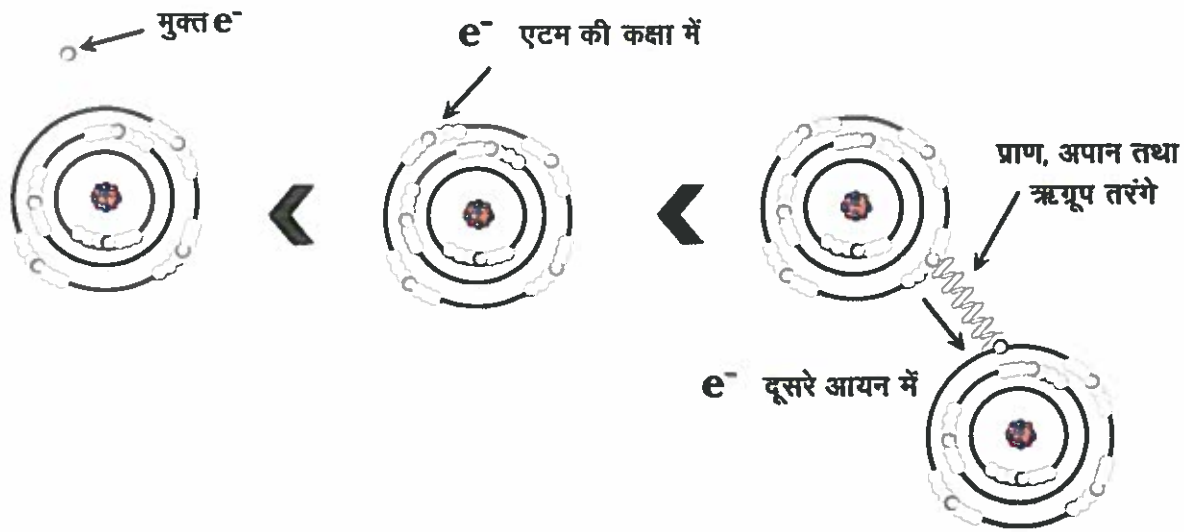 मुक्त e⁻
e⁻ एटम की कक्षा में
प्राण, अपान तथा
ऋग्रूप तरंगे
e⁻ दूसरे आयन में